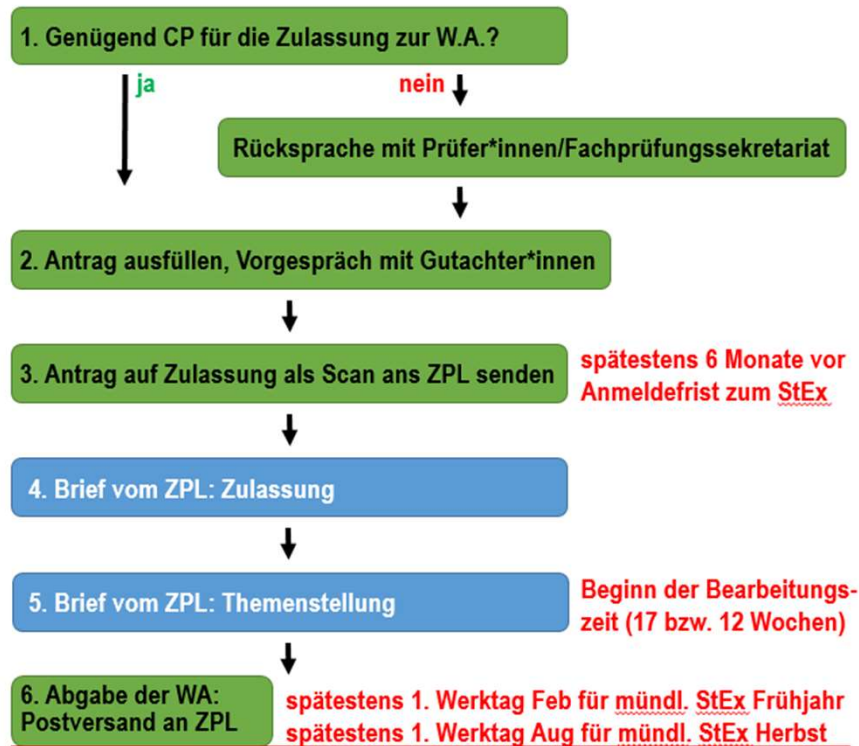 1. Genügend CP für die Zulassung zur W.A.?
ja
nein
Rücksprache mit Prüfer*innen/Fachprüfungssekretariat
2. Antrag ausfüllen, Vorgespräch mit Gutachter*innen
3. Antrag auf Zulassung als Scan ans ZPL senden
spätestens 6 Monate vor
Anmeldefrist zum StEx
4. Brief vom ZPL: Zulassung
5. Brief vom ZPL: Themenstellung
Beginn der Bearbeitungs-
zeit (17 bzw. 12 Wochen)
6. Abgabe der WA:
Postversand an ZPL
spätestens 1. Werktag Feb für mündl. StEx Frühjahr
spätestens 1. Werktag Aug für mündl. StEx Herbst